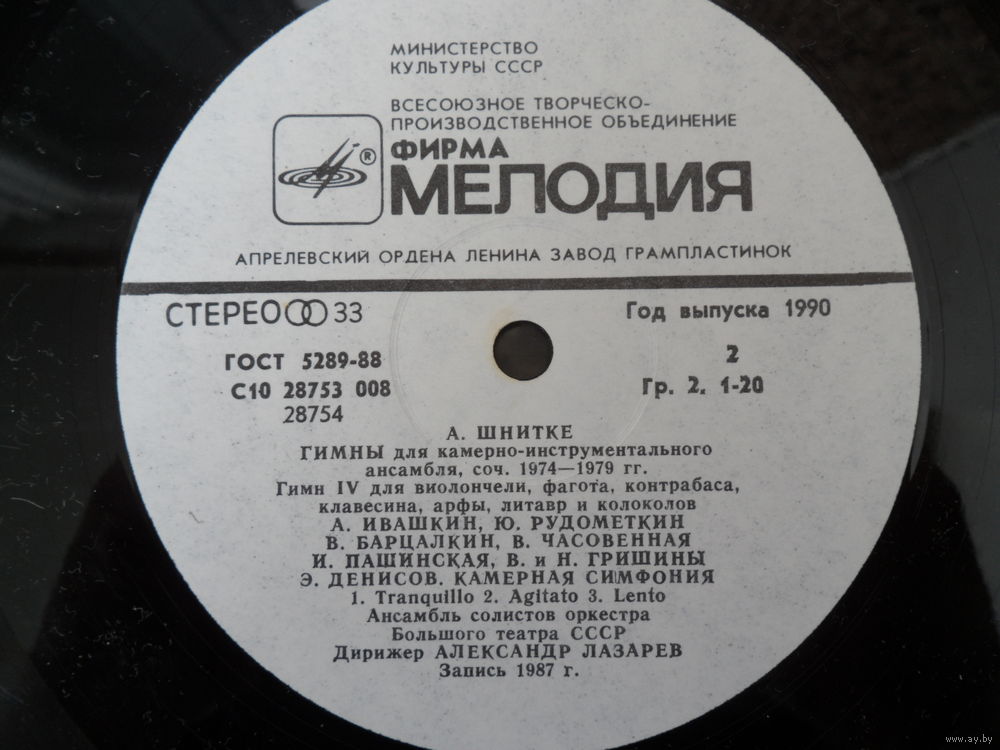 МИНИСТЕРСТВО
КУЛЬТУРЫ СССР
ВСЕСОЮЗНОЕ ТВОРЧЕСКО-
ПРОИЗВОДСТВЕННОЕ ОБЪЕДИНЕНИЕ
®
ФИРМА
МЕЛОДИЯ
АПРЕЛЕВСКИЙ ОРДЕНА ЛЕНИНА ЗАВОД ГРАМПЛАСТИНОК
СТЕРЕО 33
Год выпуска 1990
ГОСТ 5289-88
2
С10 28753 008
Гр. 2. 1-20
28754
А. ШНИТКЕ
ГИМНЫ для камерно-инструментального
ансамбля, соч. 1974—1979 гг.
Гимн IV для виолончели, фагота, контрабаса,
клавесина, арфы, литавр и колоколов
А. ИВАШКИН, Ю. РУДОМЕТКИН
В. БАРЦАЛКИН, В. ЧАСОВЕННАЯ
И. ПАШИНСКАЯ, В. и Н. ГРИШИНЫ
Э. ДЕНИСОВ. КАМЕРНАЯ СИМФОНИЯ
1. Tranquillo 2. Agitato 3. Lento
Ансамбль солистов оркестра
Большого театра СССР
Дирижер АЛЕКСАНДР ЛАЗАРЕВ
Запись 1987 г.
www.ay.by